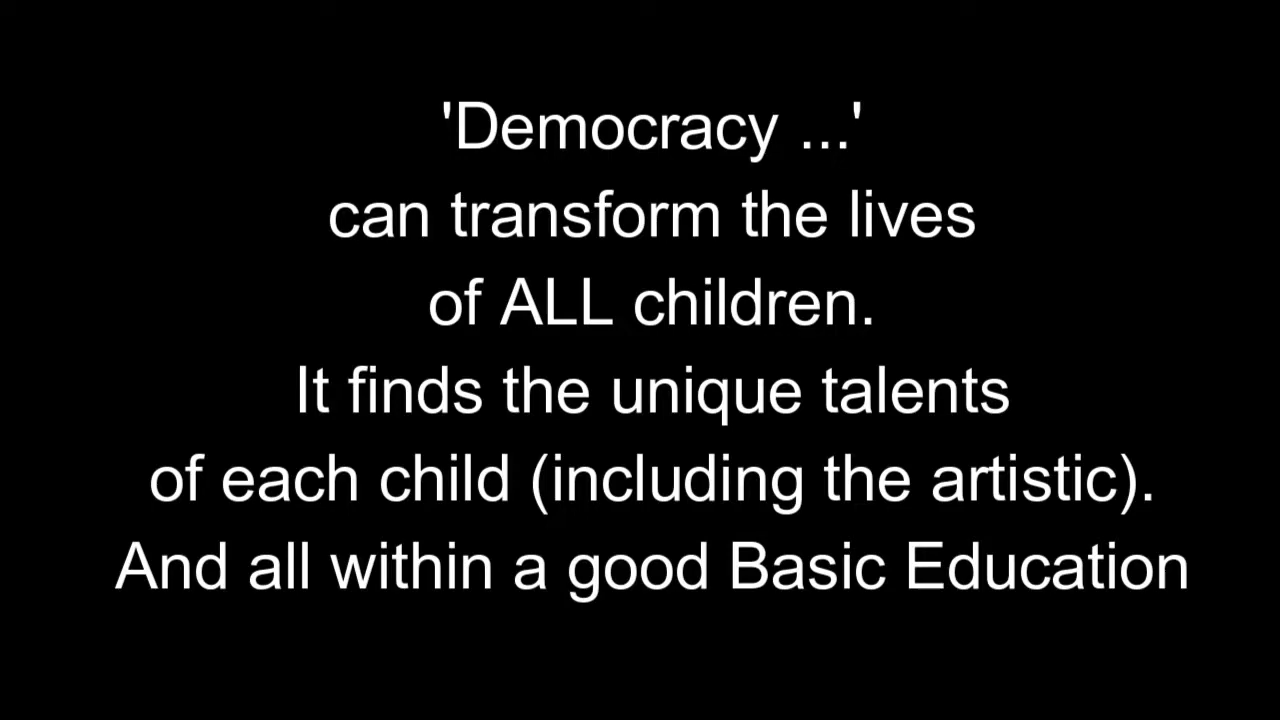 'Democracy ...'
can transform the lives
of ALL children.
It finds the unique talents
of each child (including the artistic).
And all within a good Basic Education